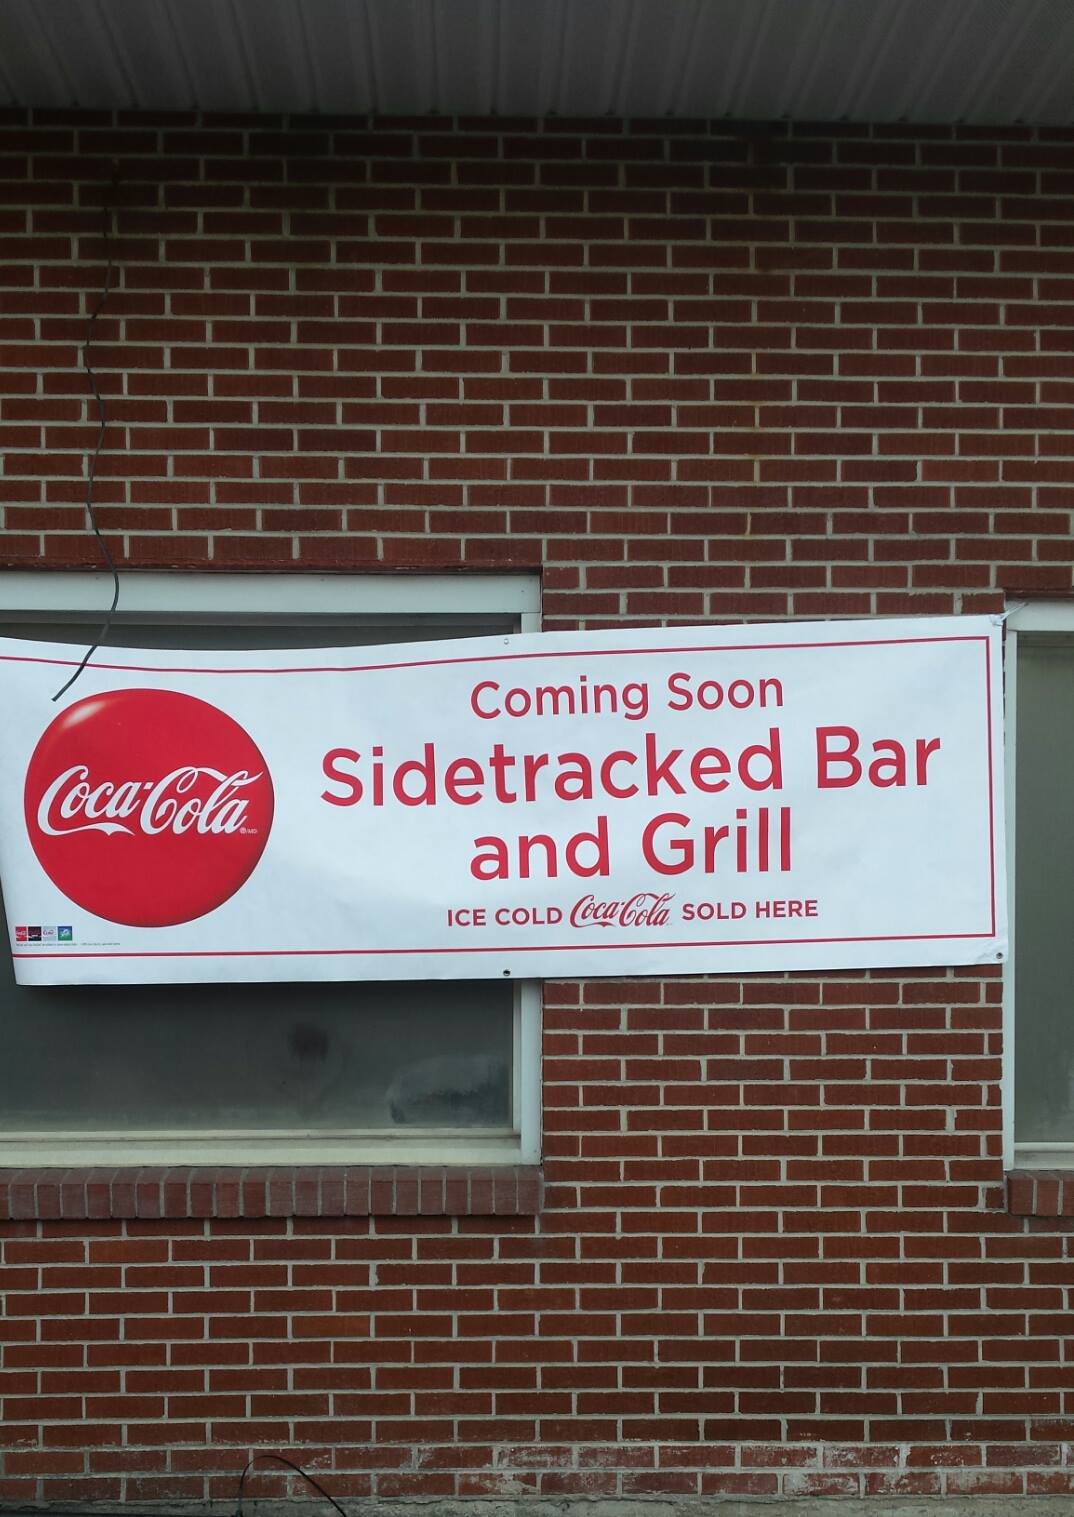 Coca-Cola
Coming Soon
Sidetracked Bar
and Grill
ICE COLD Coca-Cola SOLD HERE